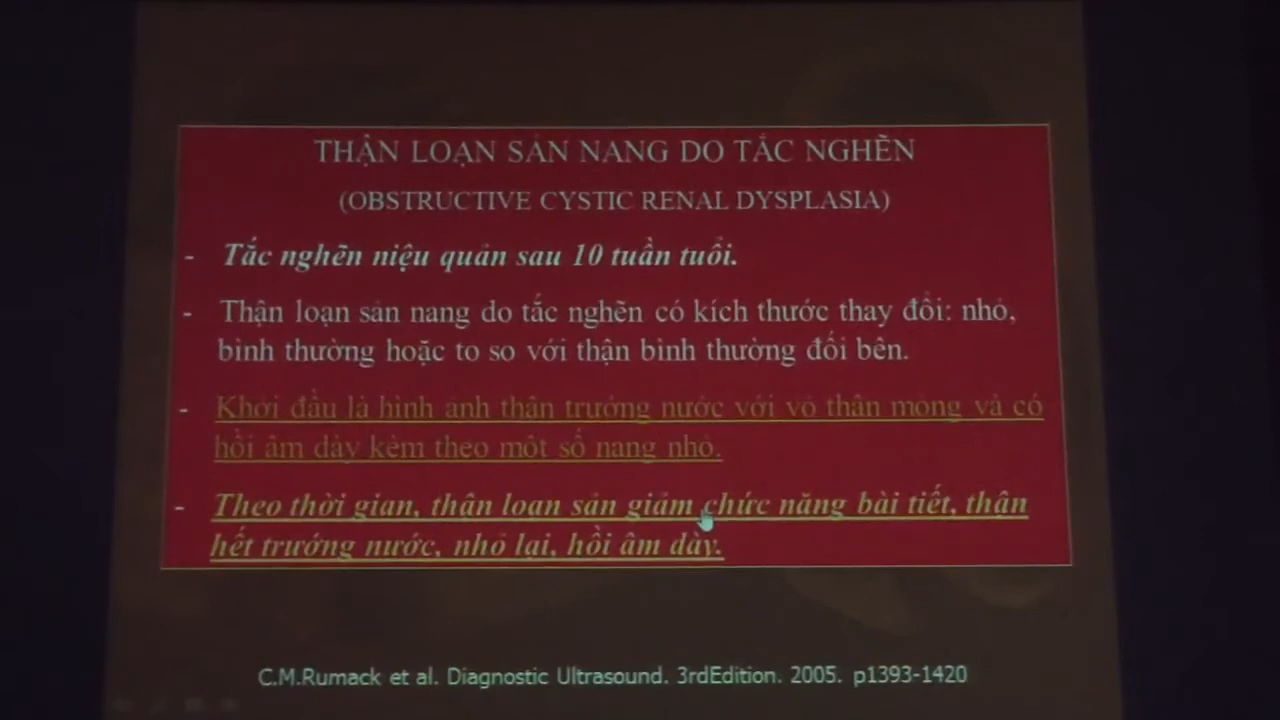 THẬN LOẠN SẢN NANG DO TẮC NGHẼN
(OBSTRUCTIVE CYSTIC RENAL DYSPLASIA)
- Tắc nghẽn niệu quản sau 10 tuần tuổi.
- Thận loạn sản nang do tắc nghẽn có kích thước thay đổi: nhỏ,
bình thường hoặc to so với thận bình thường đối bên.
- Khởi đầu là hình ảnh thận trướng nước với vỏ thận mỏng và có
hồi âm dày kèm theo một số nang nhỏ.
- Theo thời gian, thận loạn sản giảm chức năng bài tiết, thận
hết trướng nước, nhỏ lại, hồi âm dày.
C.M.Rumack et al. Diagnostic Ultrasound. 3rdEdition. 2005. p1393-1420